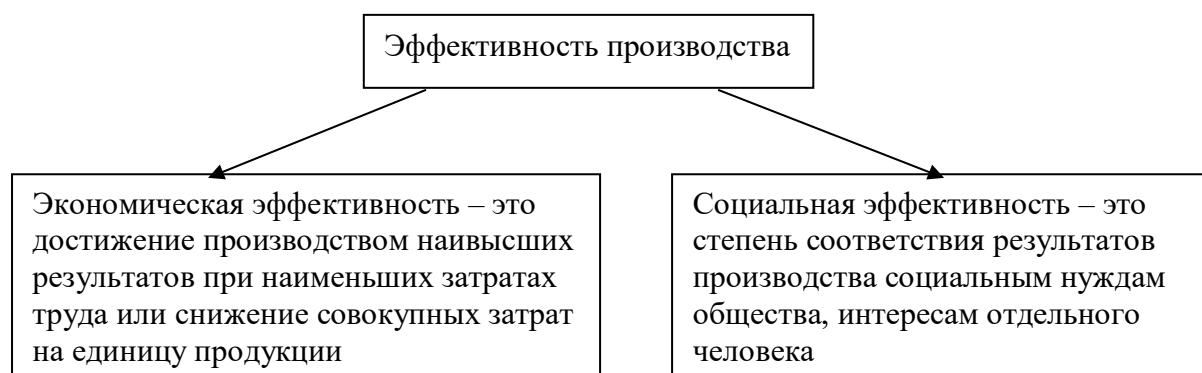 Эффективность производства
Экономическая эффективность – это
достижение производством наивысших
результатов при наименьших затратах
труда или снижение совокупных затрат
на единицу продукции
Социальная эффективность – это
степень соответствия результатов
производства социальным нуждам
общества, интересам отдельного
человека